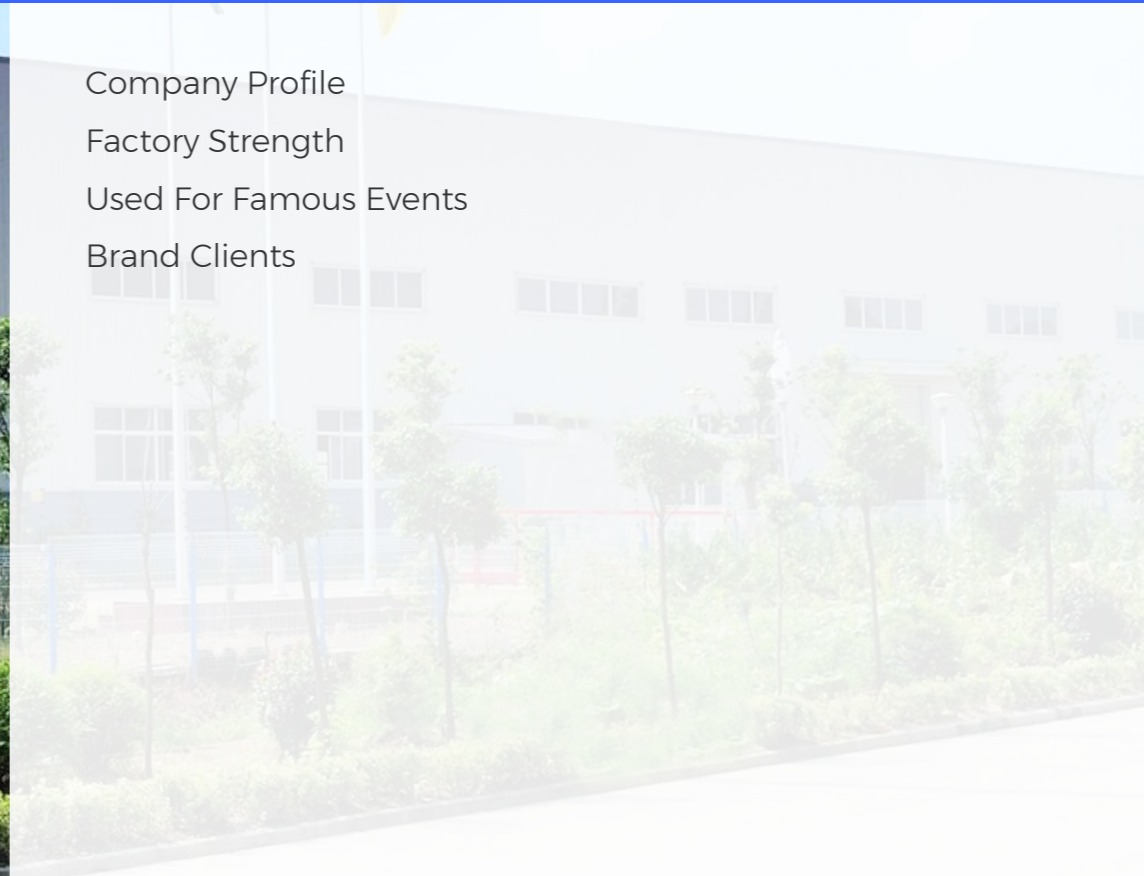 Company Profile
Factory Strength
Used For Famous Events
Brand Clients